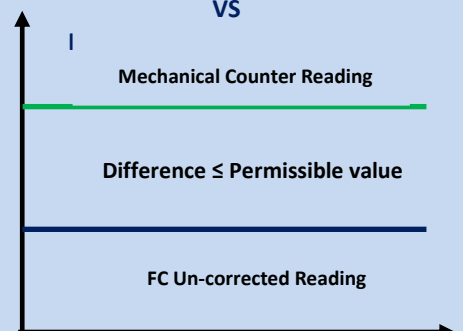 VS
I
Mechanical Counter Reading
Difference ≤ Permissible value
FC Un-corrected Reading